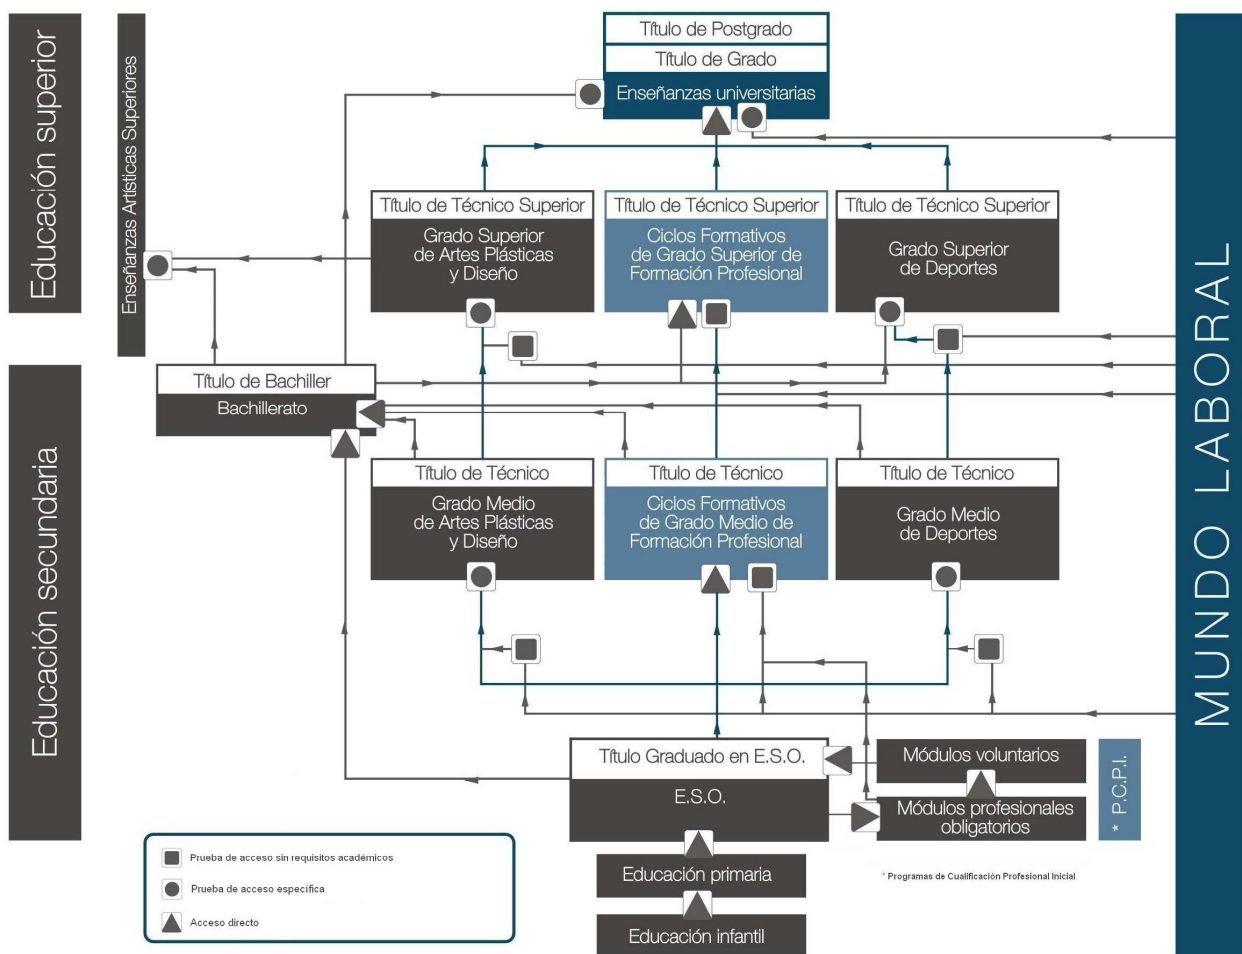 Educación superior
Enseñanzas Artísticas Superiores
Título de Postgrado
Título de Grado
Enseñanzas universitarias
Título de Técnico Superior
Grado Superior
de Artes Plásticas
y Diseño
Título de Técnico Superior
Ciclos Formativos
de Grado Superior de
Formación Profesional
Título de Técnico Superior
Grado Superior
de Deportes
MUNDO LABORAL
Educación secundaria
Título de Bachiller
Bachillerato
Título de Técnico
Grado Medio
de Artes Plásticas
y Diseño
Título de Técnico
Ciclos Formativos
de Grado Medio de
Formación Profesional
Título de Técnico
Grado Medio
de Deportes
Título Graduado en E.S.O.
E.S.O.
Módulos voluntarios
Módulos profesionales
obligatorios
* P.C.P.I.
Educación primaria
Educación infantil
* Programas de Cualificación Profesional Inicial
Prueba de acceso sin requisitos académicos
Prueba de acceso específica
Acceso directo